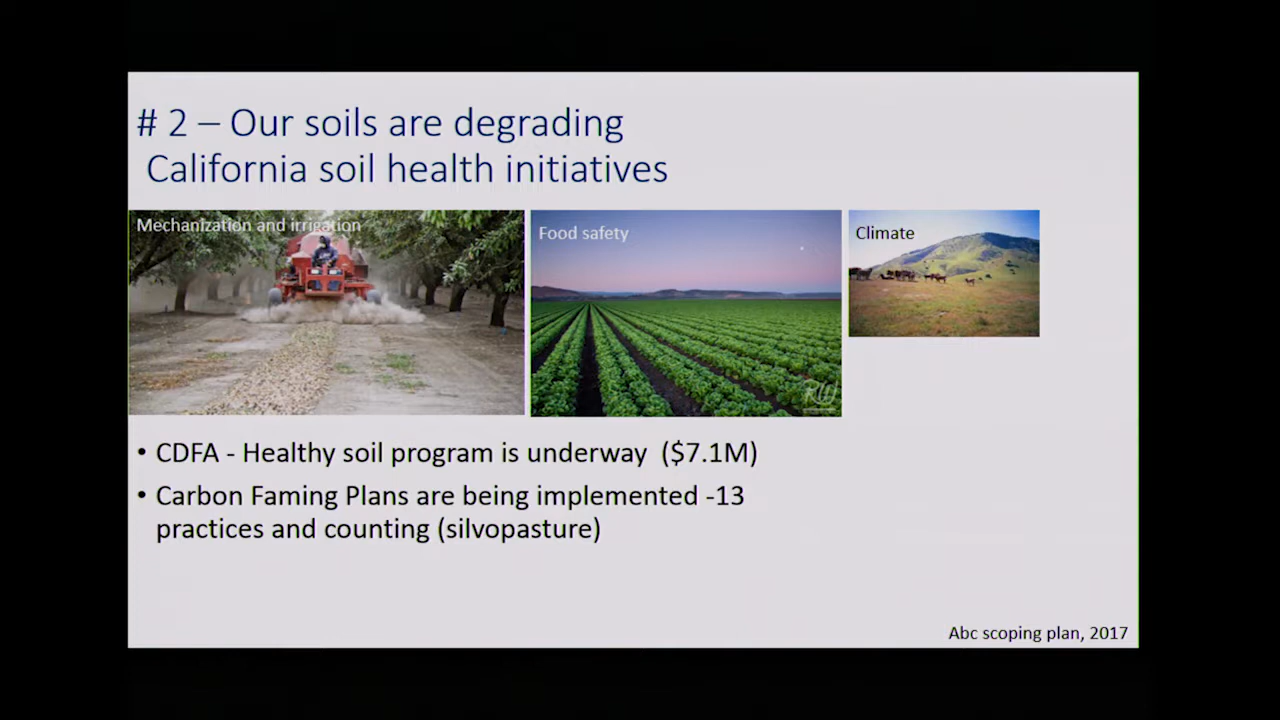 # 2 – Our soils are degrading
California soil health initiatives
Mechanization and irrigation
Food safety
Climate
• CDFA - Healthy soil program is underway ($7.1M)
• Carbon Faming Plans are being implemented -13
practices and counting (silvopasture)
Abc scoping plan, 2017